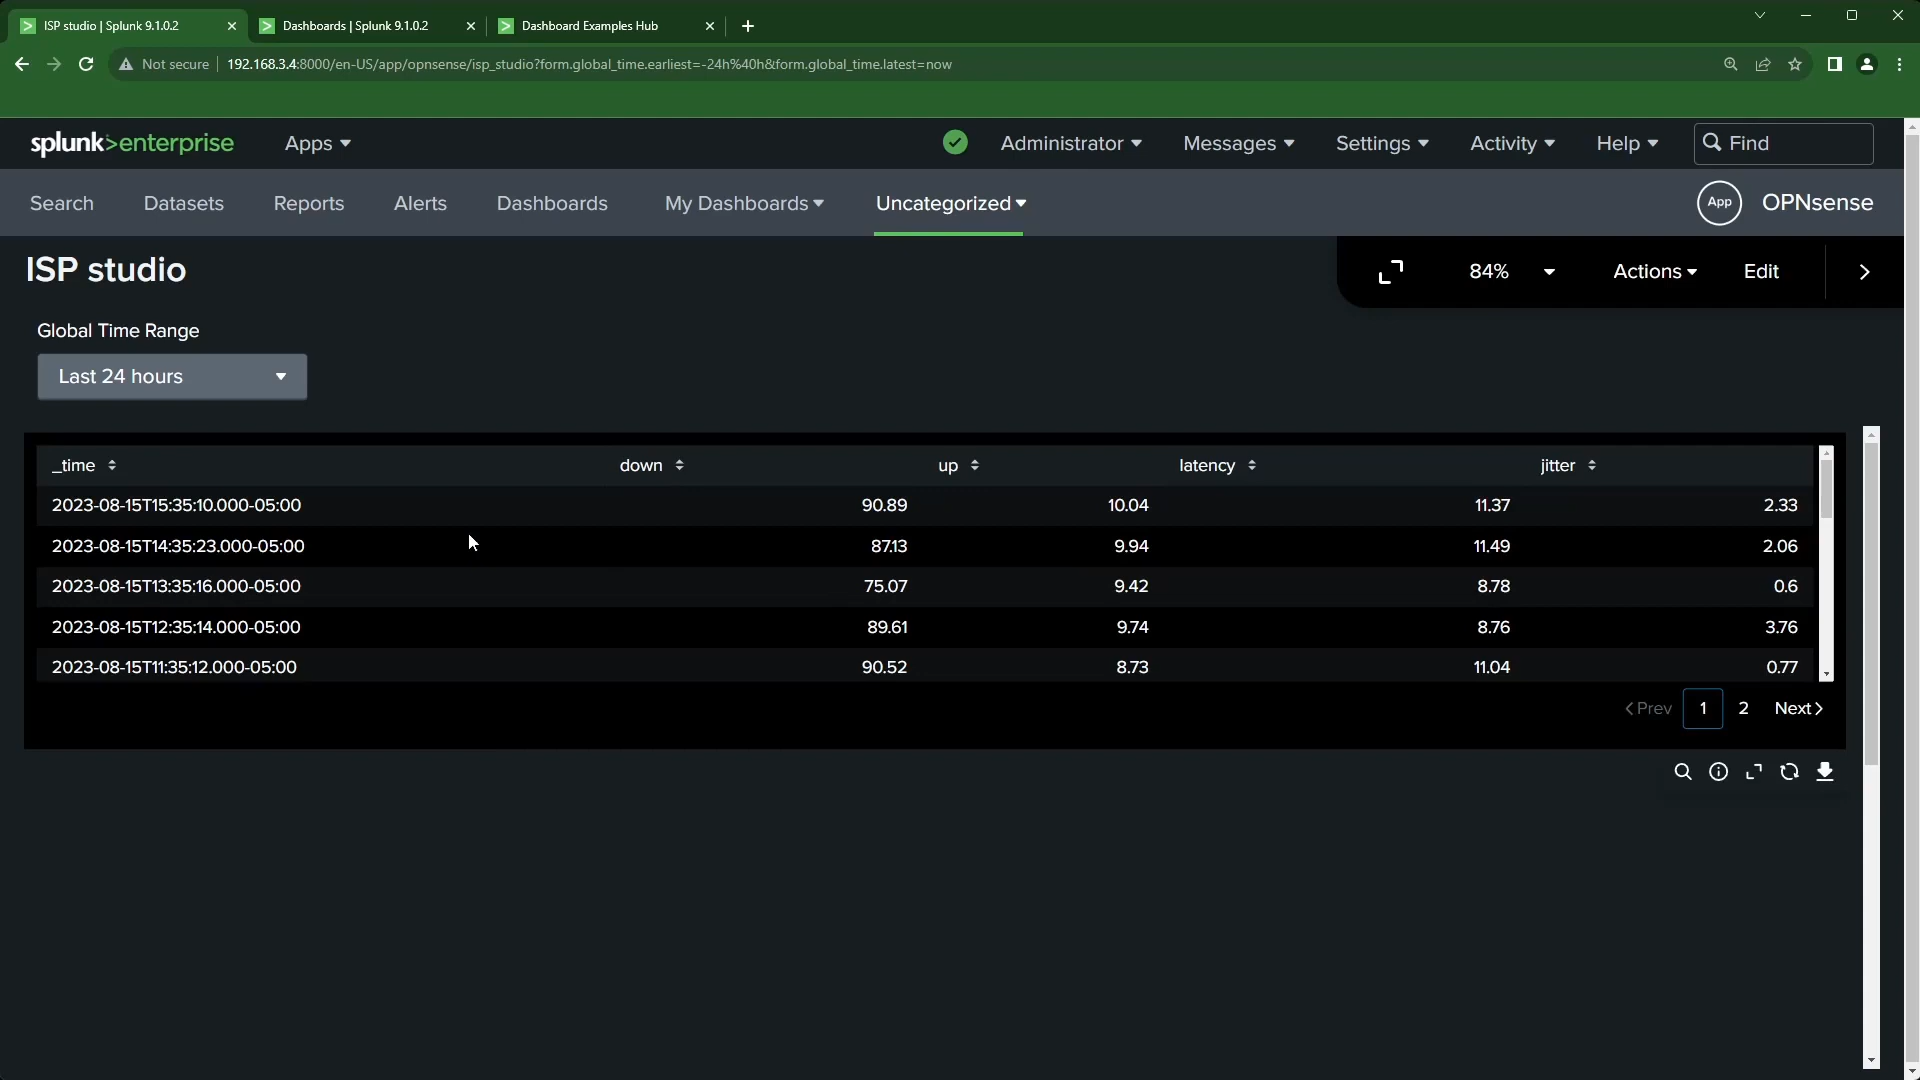 ISP studio | Splunk 9.1.0.2
Dashboards | Splunk 9.1.0.2
Dashboard Examples Hub
Not secure
192.168.3.4:8000/en-US/app/opnsense/isp_studio?form.global_time.earliest=-24h%40h&form.global_time.latest=now
splunk>enterprise
Apps
Administrator
Messages
Settings
Activity
Help
Find
Search
Datasets
Reports
Alerts
Dashboards
My Dashboards
Uncategorized
App
OPNsense
ISP studio
84%
Actions
Edit
Global Time Range
Last 24 hours
_time down up latency jitter
2023-08-15T15:35:10.000-05:00 90.89 10.04 11.37 2.33
2023-08-15T14:35:23.000-05:00 87.13 9.94 11.49 2.06
2023-08-15T13:35:16.000-05:00 75.07 9.42 8.78 0.6
2023-08-15T12:35:14.000-05:00 89.61 9.74 8.76 3.76
2023-08-15T11:35:12.000-05:00 90.52 8.73 11.04 0.77
< Prev 1 2 Next >